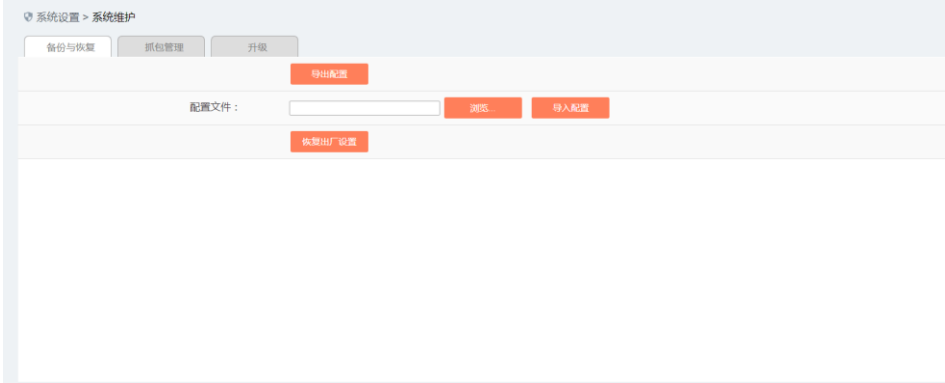 系统设置 > 系统维护
备份与恢复 抓包管理 升级
导出配置
配置文件： 浏览... 导入配置
恢复出厂设置